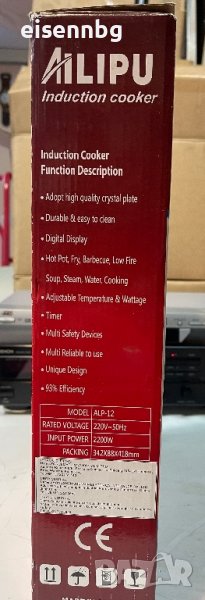 eisennbg
AiLIPU
Induction cooker
Induction Cooker
Function Description
• Adopt high quality crystal plate
• Durable & easy to clean
• Digital Display
• Hot Pot, Fry, Barbecue, Low Fire
Soup, Steam, Water, Cooking
• Adjustable Temperature & Wattage
• Timer
• Multi Safety Devices
• Multi Reliable to use
• Unique Design
• 93% Efficiency
MODEL ALP-12
RATED VOLTAGE 220V~50Hz
INPUT POWER 2200W
PACKING 342X88X418mm
CE
BAZAR